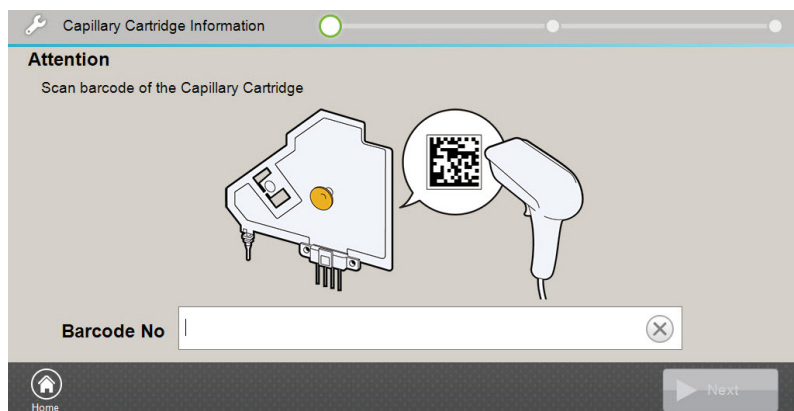 Capillary Cartridge Information
Attention
Scan barcode of the Capillary Cartridge
Barcode No
Home
Next